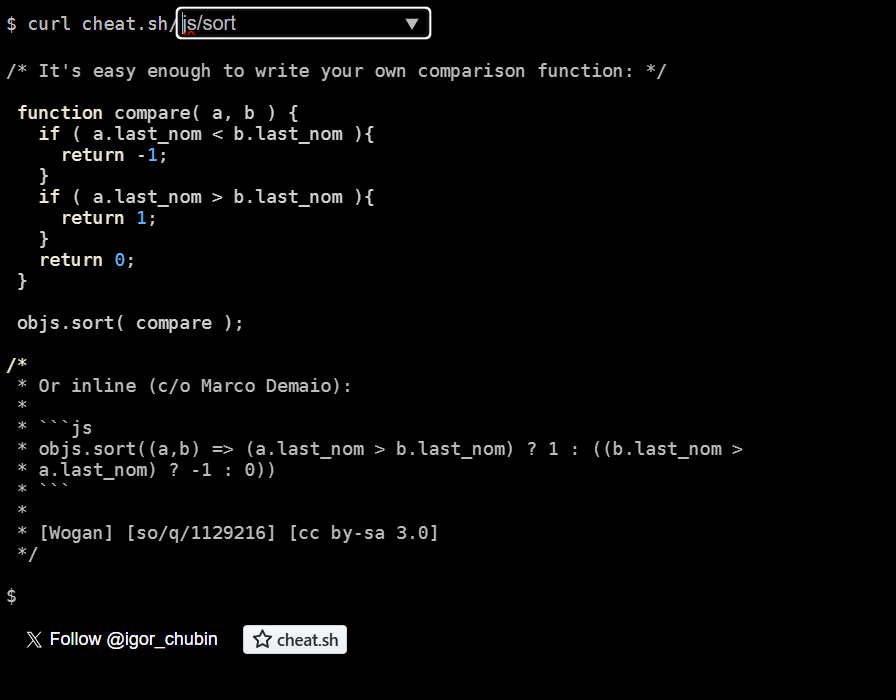 $ curl cheat.sh/js/sort ▼
/* It's easy enough to write your own comparison function: */
function compare( a, b ) {
if ( a.last_nom < b.last_nom ){
return -1;
}
if ( a.last_nom > b.last_nom ){
return 1;
}
return 0;
}
objs.sort( compare );
/*
* Or inline (c/o Marco Demaio):
*
* ```js
* objs.sort((a,b) => (a.last_nom > b.last_nom) ? 1 : ((b.last_nom >
* a.last_nom) ? -1 : 0))
* ```
*
* [Wogan] [so/q/1129216] [cc by-sa 3.0]
*/
$
𝕏 Follow @igor_chubin ☆ cheat.sh